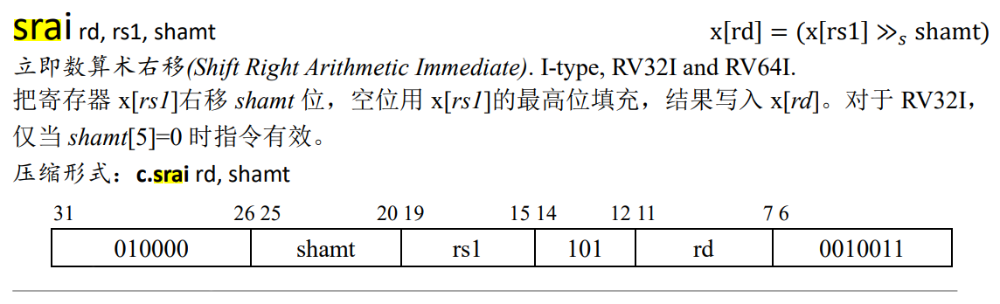 srai rd, rs1, shamt x[rd] = (x[rs1] ≫ₛ shamt)
立即数算术右移(Shift Right Arithmetic Immediate). I-type, RV32I and RV64I.
把寄存器 x[rs1]右移 shamt 位，空位用 x[rs1]的最高位填充，结果写入 x[rd]。对于 RV32I，
仅当 shamt[5]=0 时指令有效。
压缩形式：c.srai rd, shamt
31 26 25 20 19 15 14 12 11 7 6
010000 shamt rs1 101 rd 0010011